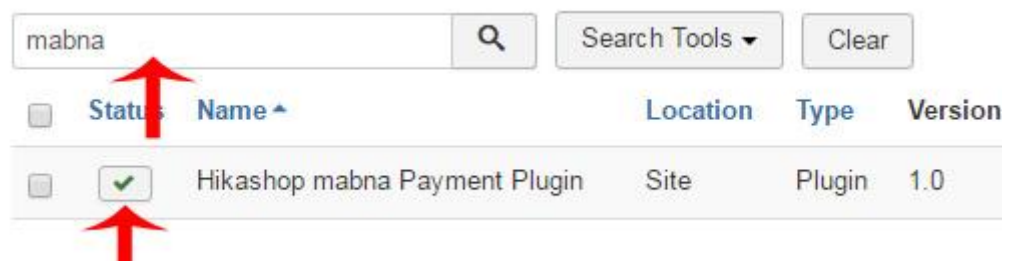 mabna Search Tools Clear
Status Name Location Type Version
Hikashop mabna Payment Plugin Site Plugin 1.0